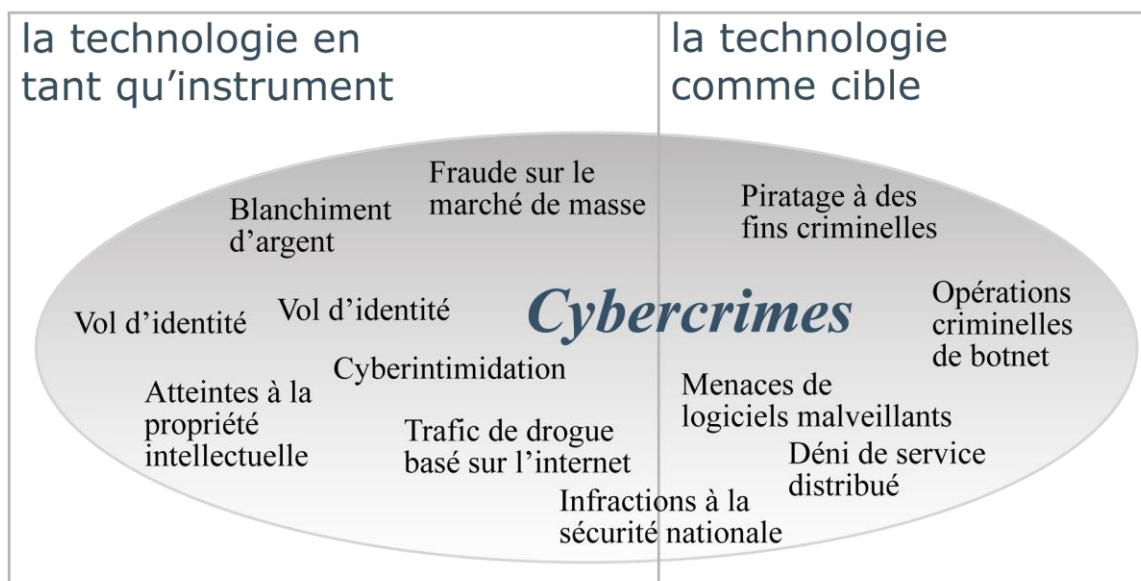 la technologie en
tant qu’instrument
la technologie
comme cible
Fraude sur le
marché de masse
Blanchiment
d’argent
Piratage à des
fins criminelles
Vol d’identité
Vol d’identité
Cybercrimes
Opérations
criminelles
de botnet
Cyberintimidation
Atteintes à la
propriété
intellectuelle
Menaces de
logiciels malveillants
Trafic de drogue
basé sur l’internet
Déni de service
distribué
Infractions à la
sécurité nationale